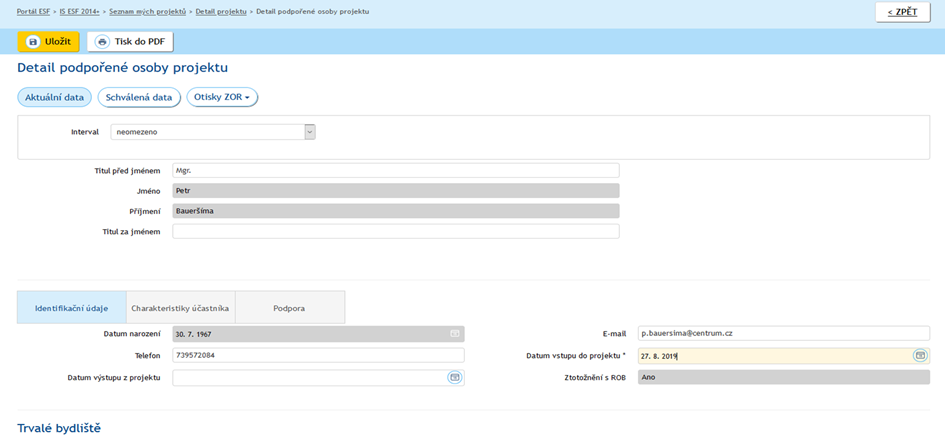 Portál ESF > IS ESF 2014+ > Seznam mých projektů > Detail projektu > Detail podpořené osoby projektu
< ZPĚT
Uložit Tisk do PDF
Detail podpořené osoby projektu
Aktuální data Schválená data Otisky ZOR
Interval neomezeno
Titul před jménem Mgr.
Jméno Petr
Příjmení Baueršíma
Titul za jménem
Identifikační údaje Charakteristiky účastníka Podpora
Datum narození 30. 7. 1967 E-mail p.bauersima@centrum.cz
Telefon 739572084 Datum vstupu do projektu * 27. 8. 2019
Datum výstupu z projektu Ztotožnění s ROB Ano
Trvalé bydliště